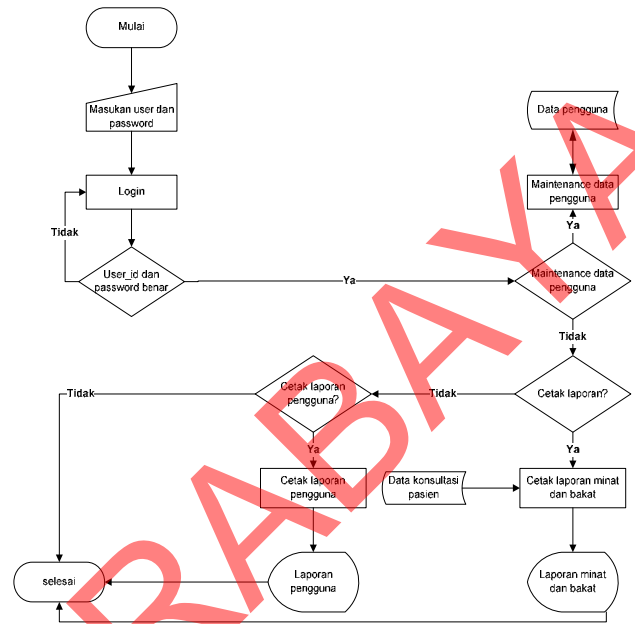 Mulai
Masukan user dan
password
Data pengguna
Login
Maintenance data
pengguna
Tidak
Ya
User_id dan
password benar
Ya
Maintenance data
pengguna
Tidak
Cetak laporan
pengguna?
Tidak
Tidak
Cetak laporan?
Ya
Ya
Cetak laporan
pengguna
Data konsultasi
pasien
Cetak laporan minat
dan bakat
selesai
Laporan
pengguna
Laporan minat
dan bakat
RABAYA